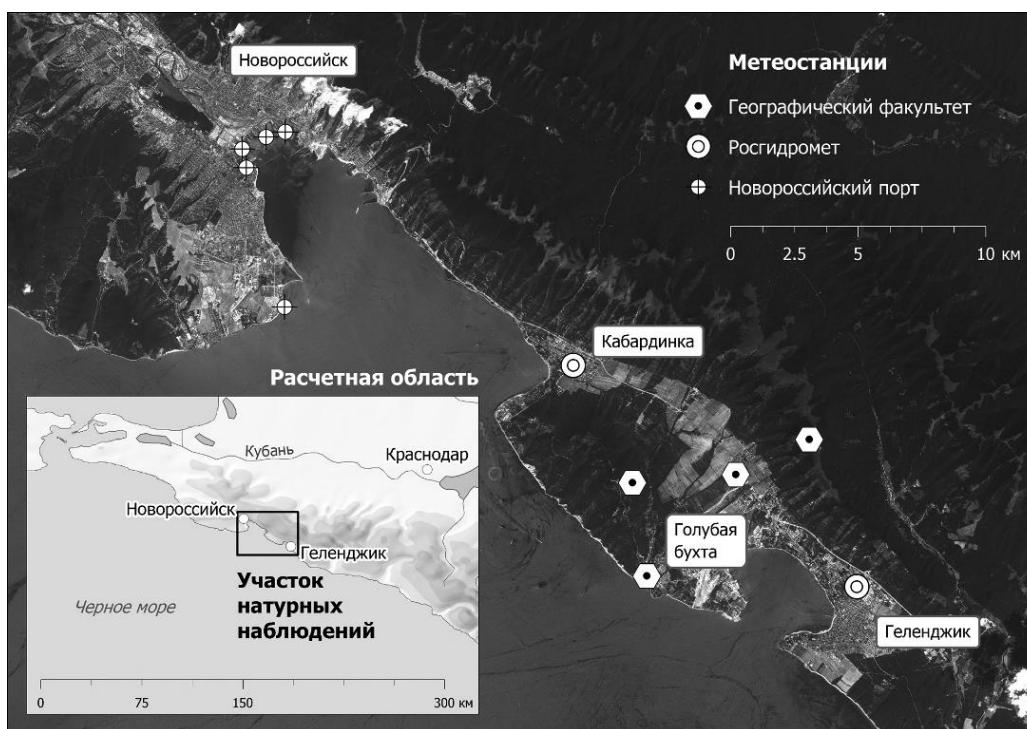 Новороссийск
Метеостанции
Географический факультет
Росгидромет
Новороссийский порт
0 2.5 5 10 км
Кабардинка
Голубая
бухта
Геленджик
Расчетная область
Кубань
Краснодар
Новороссийск
Геленджик
Участок
натурных
наблюдений
Черное море
0 75 150 300 км